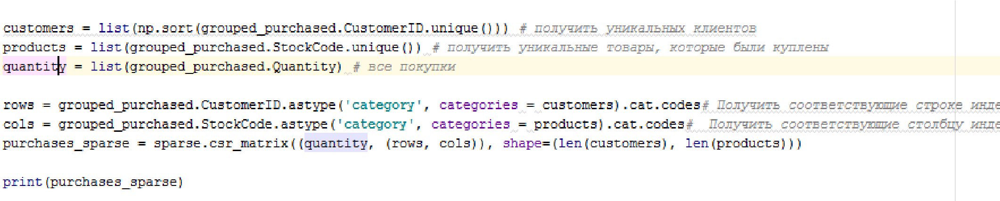 customers = list(np.sort(grouped_purchased.CustomerID.unique())) # получить уникальных клиентов
products = list(grouped_purchased.StockCode.unique()) # получить уникальные товары, которые были куплены
quantity = list(grouped_purchased.Quantity) # все покупки
rows = grouped_purchased.CustomerID.astype('category', categories = customers).cat.codes# Получить соответствующие строке инде
cols = grouped_purchased.StockCode.astype('category', categories = products).cat.codes#  Получить соответствующие столбцу инде
purchases_sparse = sparse.csr_matrix((quantity, (rows, cols)), shape=(len(customers), len(products)))
print(purchases_sparse)